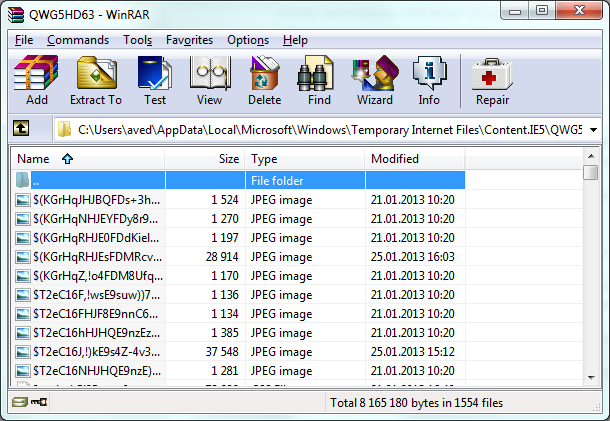 QWG5HD63 - WinRAR
File Commands Tools Favorites Options Help
Add Extract To Test View Delete Find Wizard Info Repair
C:\Users\aved\AppData\Local\Microsoft\Windows\Temporary Internet Files\Content.IE5\QWG5
Name Size Type Modified
.. File folder
$(KGrHqJHJBQFDs+3h... 1 524 JPEG image 21.01.2013 10:20
$(KGrHqNHJEYFDy8r9... 1 270 JPEG image 21.01.2013 10:20
$(KGrHqRHJE0FDdKieI... 1 197 JPEG image 21.01.2013 10:20
$(KGrHqRHJEsFDMRcv... 28 914 JPEG image 25.01.2013 16:03
$(KGrHqZ,!o4FDM8Ufq... 1 170 JPEG image 21.01.2013 10:20
$T2eC16F,!wsE9suw))7... 1 136 JPEG image 21.01.2013 10:20
$T2eC16FHJF8E9nnC6... 1 134 JPEG image 21.01.2013 10:20
$T2eC16hHJHQE9nzEz... 1 385 JPEG image 21.01.2013 10:20
$T2eC16J,!)kE9s4Z-4v3... 37 548 JPEG image 25.01.2013 15:12
$T2eC16NHJHQE9nzE)... 1 281 JPEG image 21.01.2013 10:20
Total 8 165 180 bytes in 1554 files